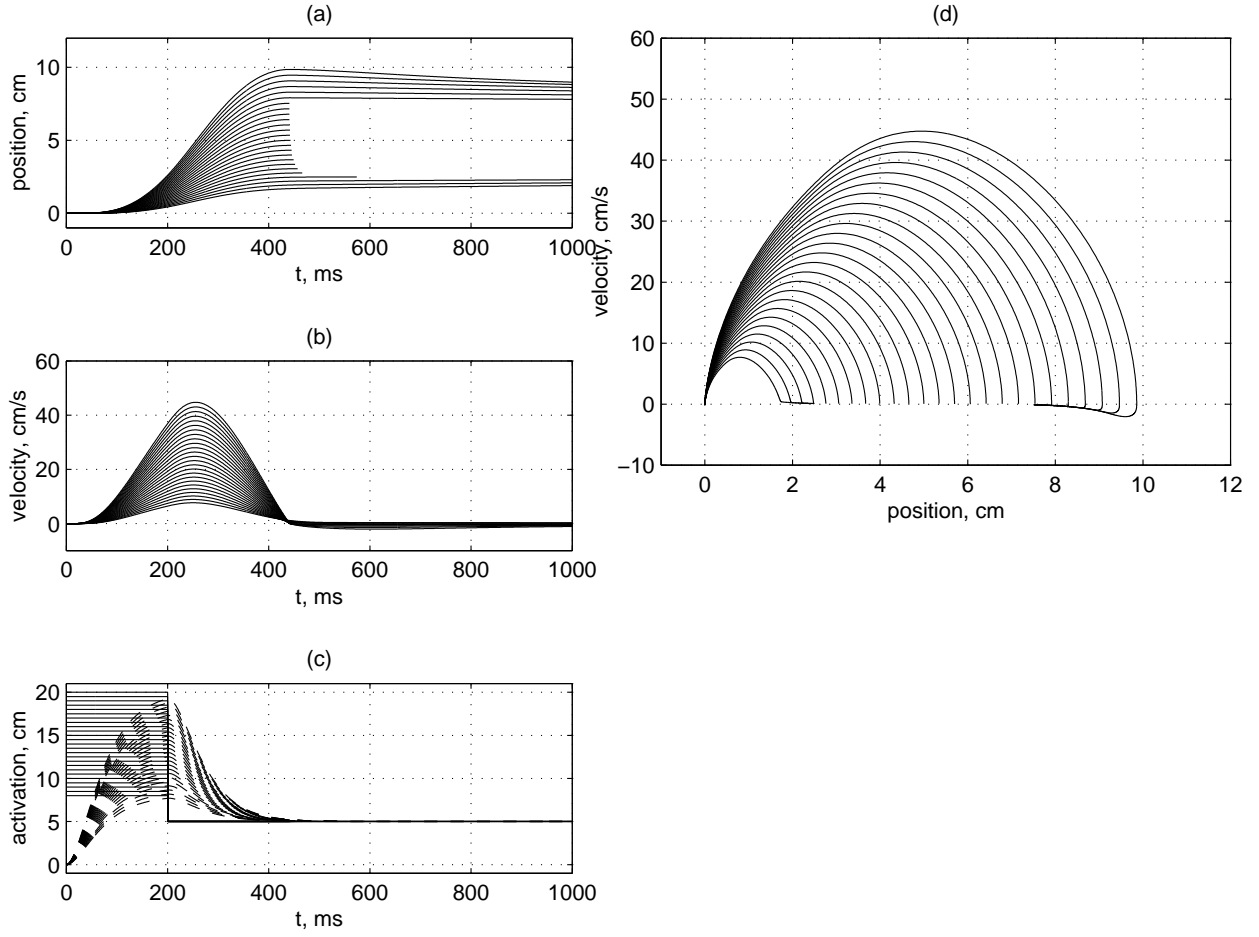 (a)
position, cm
10
5
0
0 200 400 600 800 1000
t, ms
(b)
velocity, cm/s
60
40
20
0
0 200 400 600 800 1000
t, ms
(c)
activation, cm
20
15
10
5
0
0 200 400 600 800 1000
t, ms
(d)
velocity, cm/s
60
50
40
30
20
10
0
−10
0 2 4 6 8 10 12
position, cm